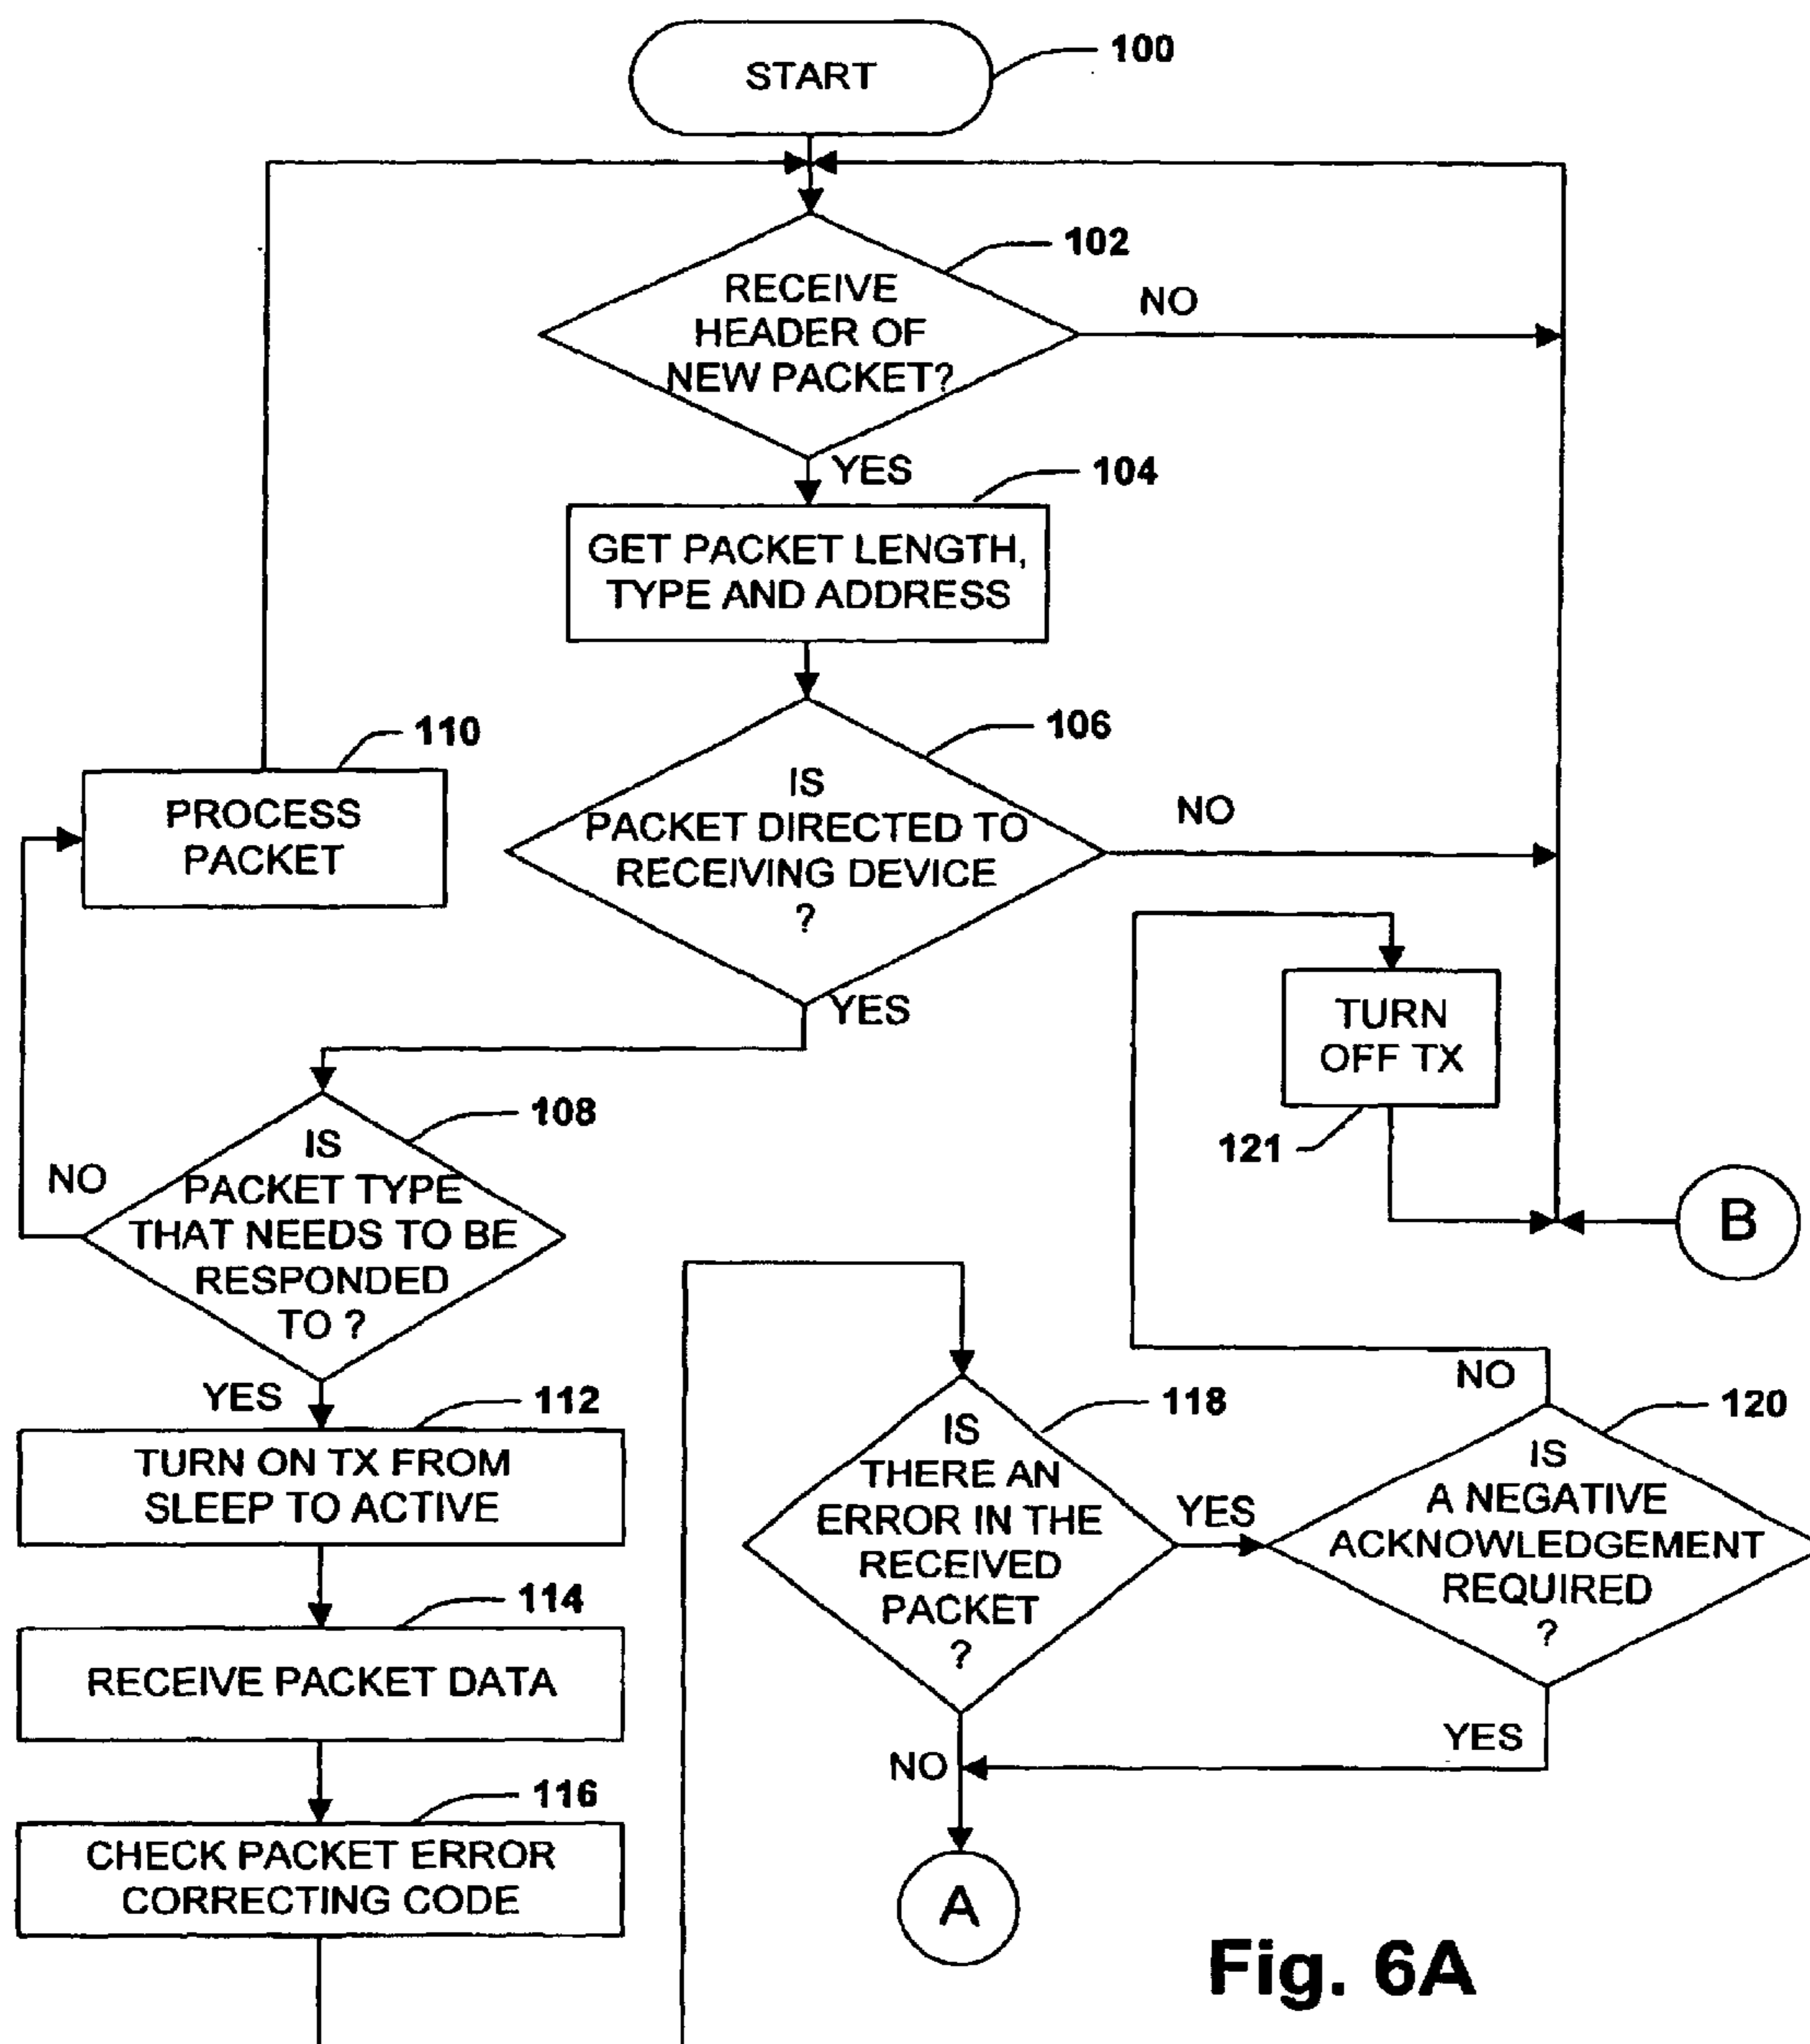 START
100
RECEIVE
HEADER OF
NEW PACKET?
102
NO
YES
104
GET PACKET LENGTH,
TYPE AND ADDRESS
106
IS
PACKET DIRECTED TO
RECEIVING DEVICE
?
NO
YES
110
PROCESS
PACKET
TURN
OFF TX
121
B
108
IS
PACKET TYPE
THAT NEEDS TO BE
RESPONDED
TO ?
NO
YES
112
TURN ON TX FROM
SLEEP TO ACTIVE
114
RECEIVE PACKET DATA
116
CHECK PACKET ERROR
CORRECTING CODE
118
IS
THERE AN
ERROR IN THE
RECEIVED
PACKET
?
YES
NO
NO
120
IS
A NEGATIVE
ACKNOWLEDGEMENT
REQUIRED
?
YES
A
Fig. 6A